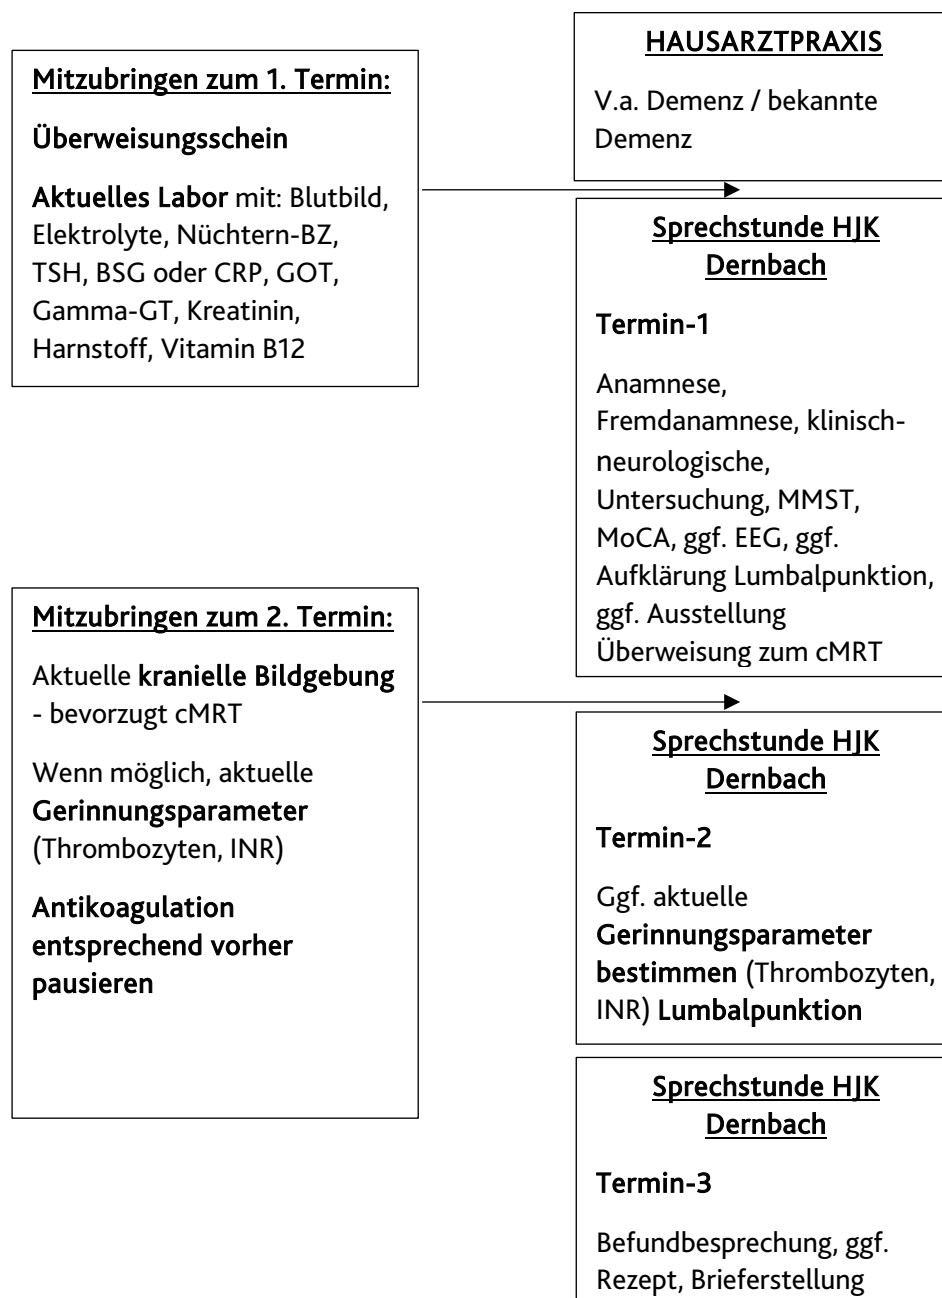 Mitzubringen zum 1. Termin:
Überweisungsschein
Aktuelles Labor mit: Blutbild,
Elektrolyte, Nüchtern-BZ,
TSH, BSG oder CRP, GOT,
Gamma-GT, Kreatinin,
Harnstoff, Vitamin B12
HAUSARZTPRAXIS
V.a. Demenz / bekannte
Demenz
Sprechstunde HJK
Dernbach
Termin-1
Anamnese,
Fremdanamnese, klinisch-
neurologische,
Untersuchung, MMST,
MoCA, ggf. EEG, ggf.
Aufklärung Lumbalpunktion,
ggf. Ausstellung
Überweisung zum cMRT
Mitzubringen zum 2. Termin:
Aktuelle kranielle Bildgebung
- bevorzugt cMRT
Wenn möglich, aktuelle
Gerinnungsparameter
(Thrombozyten, INR)
Antikoagulation
entsprechend vorher
pausieren
Sprechstunde HJK
Dernbach
Termin-2
Ggf. aktuelle
Gerinnungsparameter
bestimmen (Thrombozyten,
INR) Lumbalpunktion
Sprechstunde HJK
Dernbach
Termin-3
Befundbesprechung, ggf.
Rezept, Brieferstellung